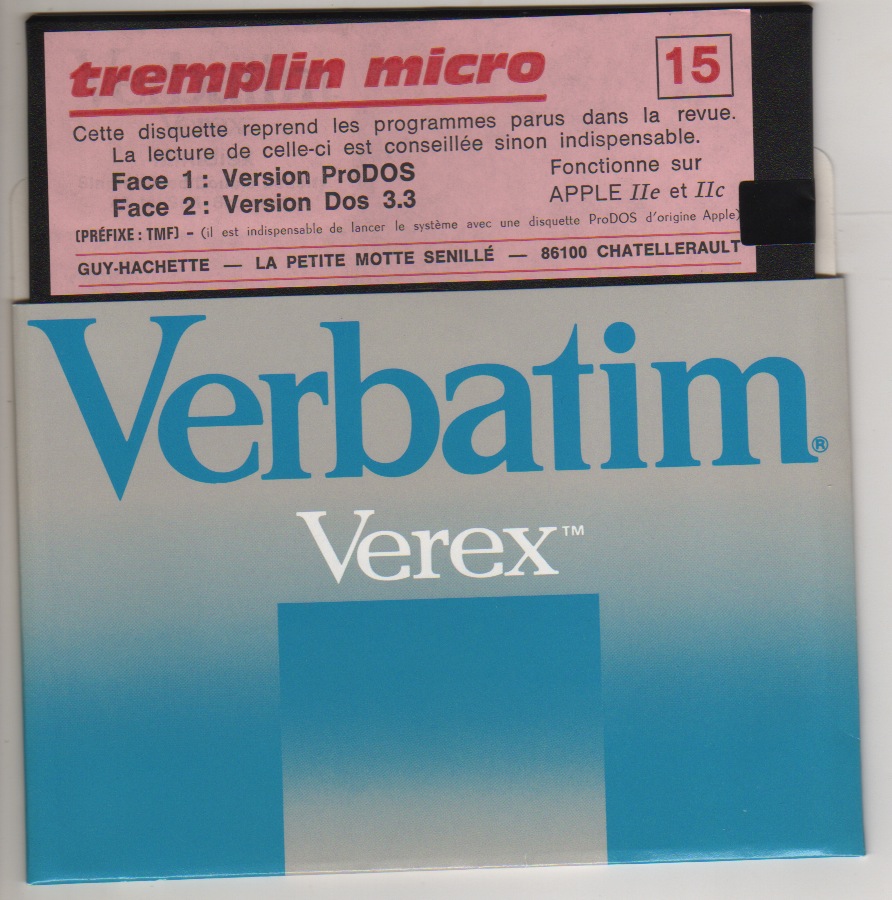 tremplin micro
15
Cette disquette reprend les programmes parus dans la revue.
La lecture de celle-ci est conseillée sinon indispensable.
Face 1 : Version ProDOS
Fonctionne sur
Face 2 : Version Dos 3.3
APPLE IIe et IIc
(PRÉFIXE : TMF) - (il est indispensable de lancer le système avec une disquette ProDOS d'origine Apple)
GUY-HACHETTE — LA PETITE MOTTE SENILLÉ — 86100 CHATELLERAULT
Verbatim®
Verex™